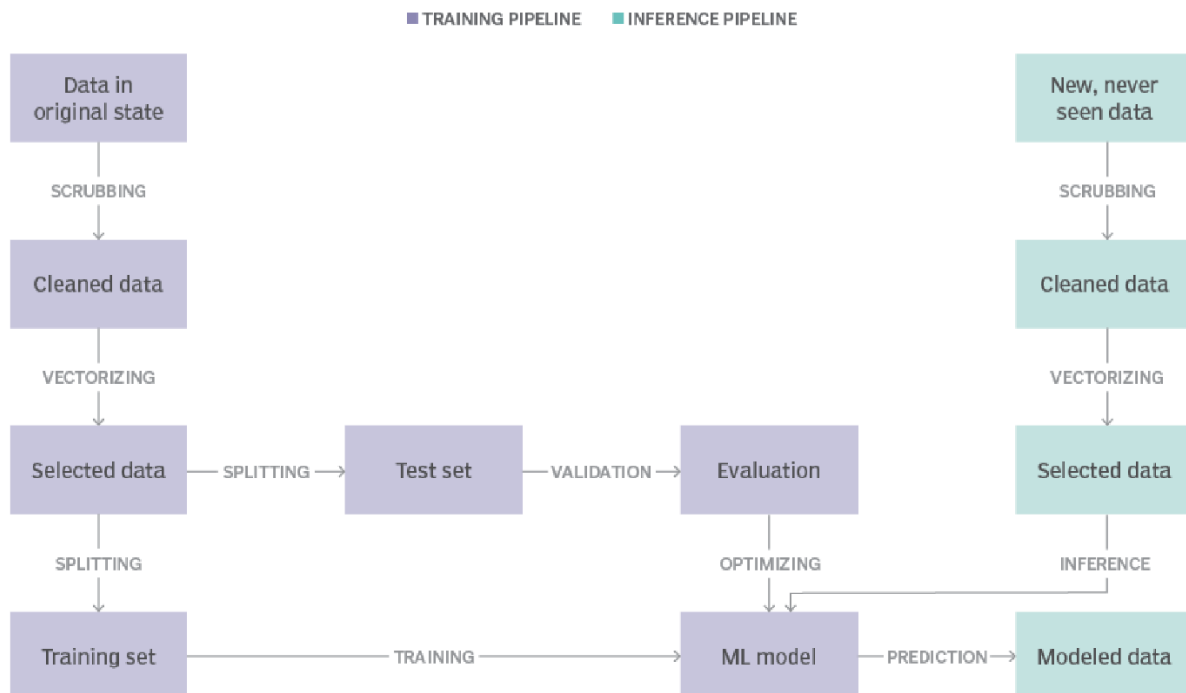 TRAINING PIPELINE
INFERENCE PIPELINE
Data in
original state
New, never
seen data
SCRUBBING
SCRUBBING
Cleaned data
Cleaned data
VECTORIZING
VECTORIZING
Selected data
SPLITTING
Test set
VALIDATION
Evaluation
Selected data
SPLITTING
OPTIMIZING
INFERENCE
Training set
TRAINING
ML model
PREDICTION
Modeled data